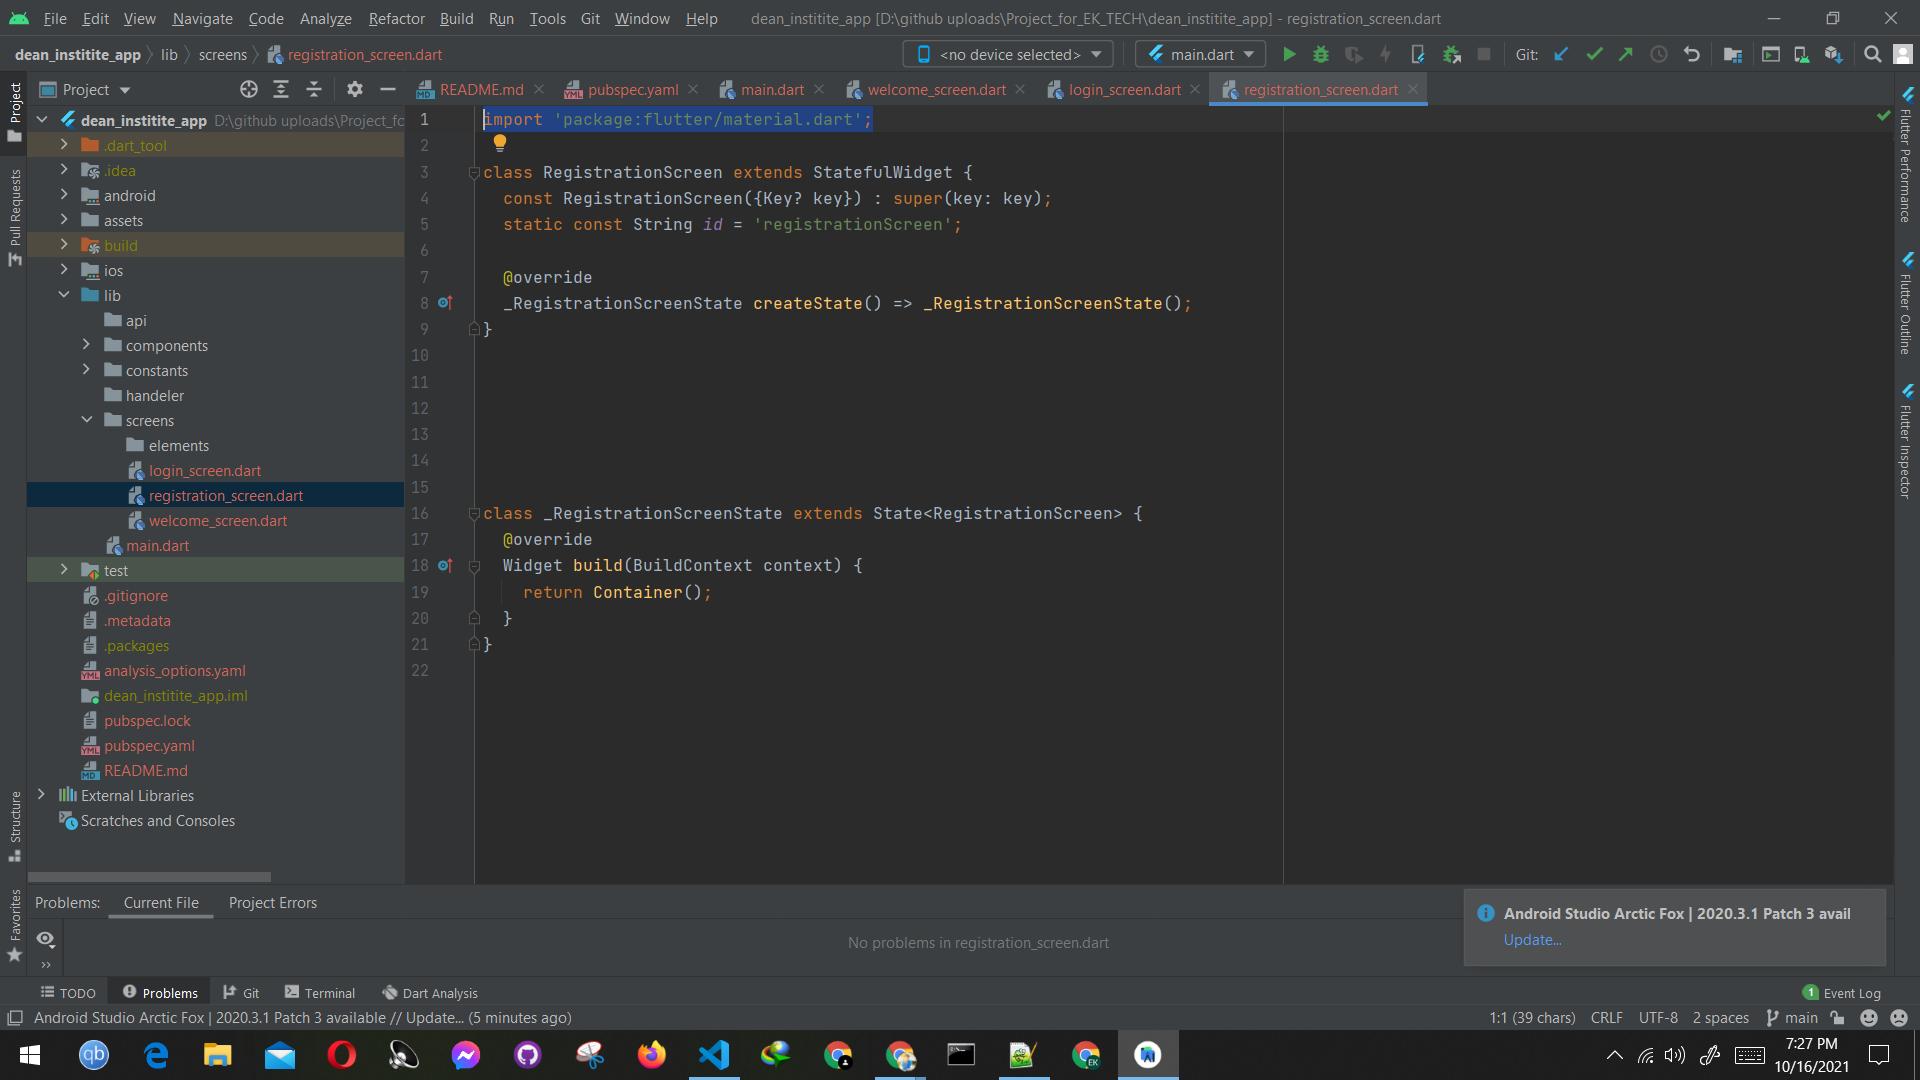 File Edit View Navigate Code Analyze Refactor Build Run Tools Git Window Help dean_institite_app [D:\github uploads\Project_for_EK_TECH\dean_institite_app] - registration_screen.dart
dean_institite_app lib screens registration_screen.dart <no device selected> main.dart Git:
Project README.md pubspec.yaml main.dart welcome_screen.dart login_screen.dart registration_screen.dart
Project
Pull Requests
Structure
Favorites
dean_institite_app D:\github uploads\Project_fo
.dart_tool
.idea
android
assets
build
ios
lib
api
components
constants
handeler
screens
elements
login_screen.dart
registration_screen.dart
welcome_screen.dart
main.dart
test
.gitignore
.metadata
.packages
analysis_options.yaml
dean_institite_app.iml
pubspec.lock
pubspec.yaml
README.md
External Libraries
Scratches and Consoles
1 import 'package:flutter/material.dart';
2
3 class RegistrationScreen extends StatefulWidget {
4 const RegistrationScreen({Key? key}) : super(key: key);
5 static const String id = 'registrationScreen';
6
7 @override
8 _RegistrationScreenState createState() => _RegistrationScreenState();
9 }
10
11
12
13
14
15
16 class _RegistrationScreenState extends State<RegistrationScreen> {
17 @override
18 Widget build(BuildContext context) {
19 return Container();
20 }
21 }
22
Flutter Performance
Flutter Outline
Flutter Inspector
Problems: Current File Project Errors
No problems in registration_screen.dart
Android Studio Arctic Fox | 2020.3.1 Patch 3 avail
Update...
TODO Problems Git Terminal Dart Analysis 1 Event Log
Android Studio Arctic Fox | 2020.3.1 Patch 3 available // Update... (5 minutes ago) 1:1 (39 chars) CRLF UTF-8 2 spaces main
qb EK 7:27 PM
10/16/2021